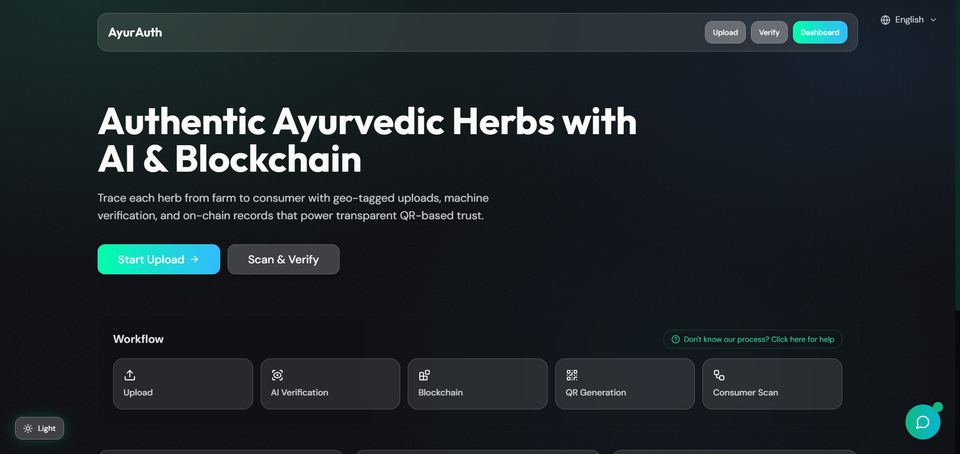 AyurAuth
Upload
Verify
Dashboard
English
Authentic Ayurvedic Herbs with
AI & Blockchain
Trace each herb from farm to consumer with geo-tagged uploads, machine
verification, and on-chain records that power transparent QR-based trust.
Start Upload →
Scan & Verify
Workflow
Don't know our process? Click here for help
Upload
AI Verification
Blockchain
QR Generation
Consumer Scan
Light